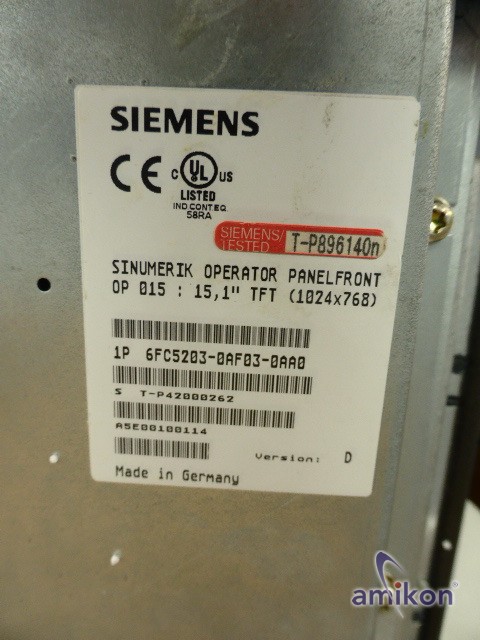 SIEMENS
CE
C UL US
LISTED
IND.CONT.EQ.
58RA
SIEMENS/
TESTED
T-P896140n
SINUMERIK OPERATOR PANELFRONT
OP 015 : 15,1" TFT (1024x768)
1P 6FC5203-0AF03-0AA0
S T-P42000262
A5E00100114
Version: D
Made in Germany
amikon®